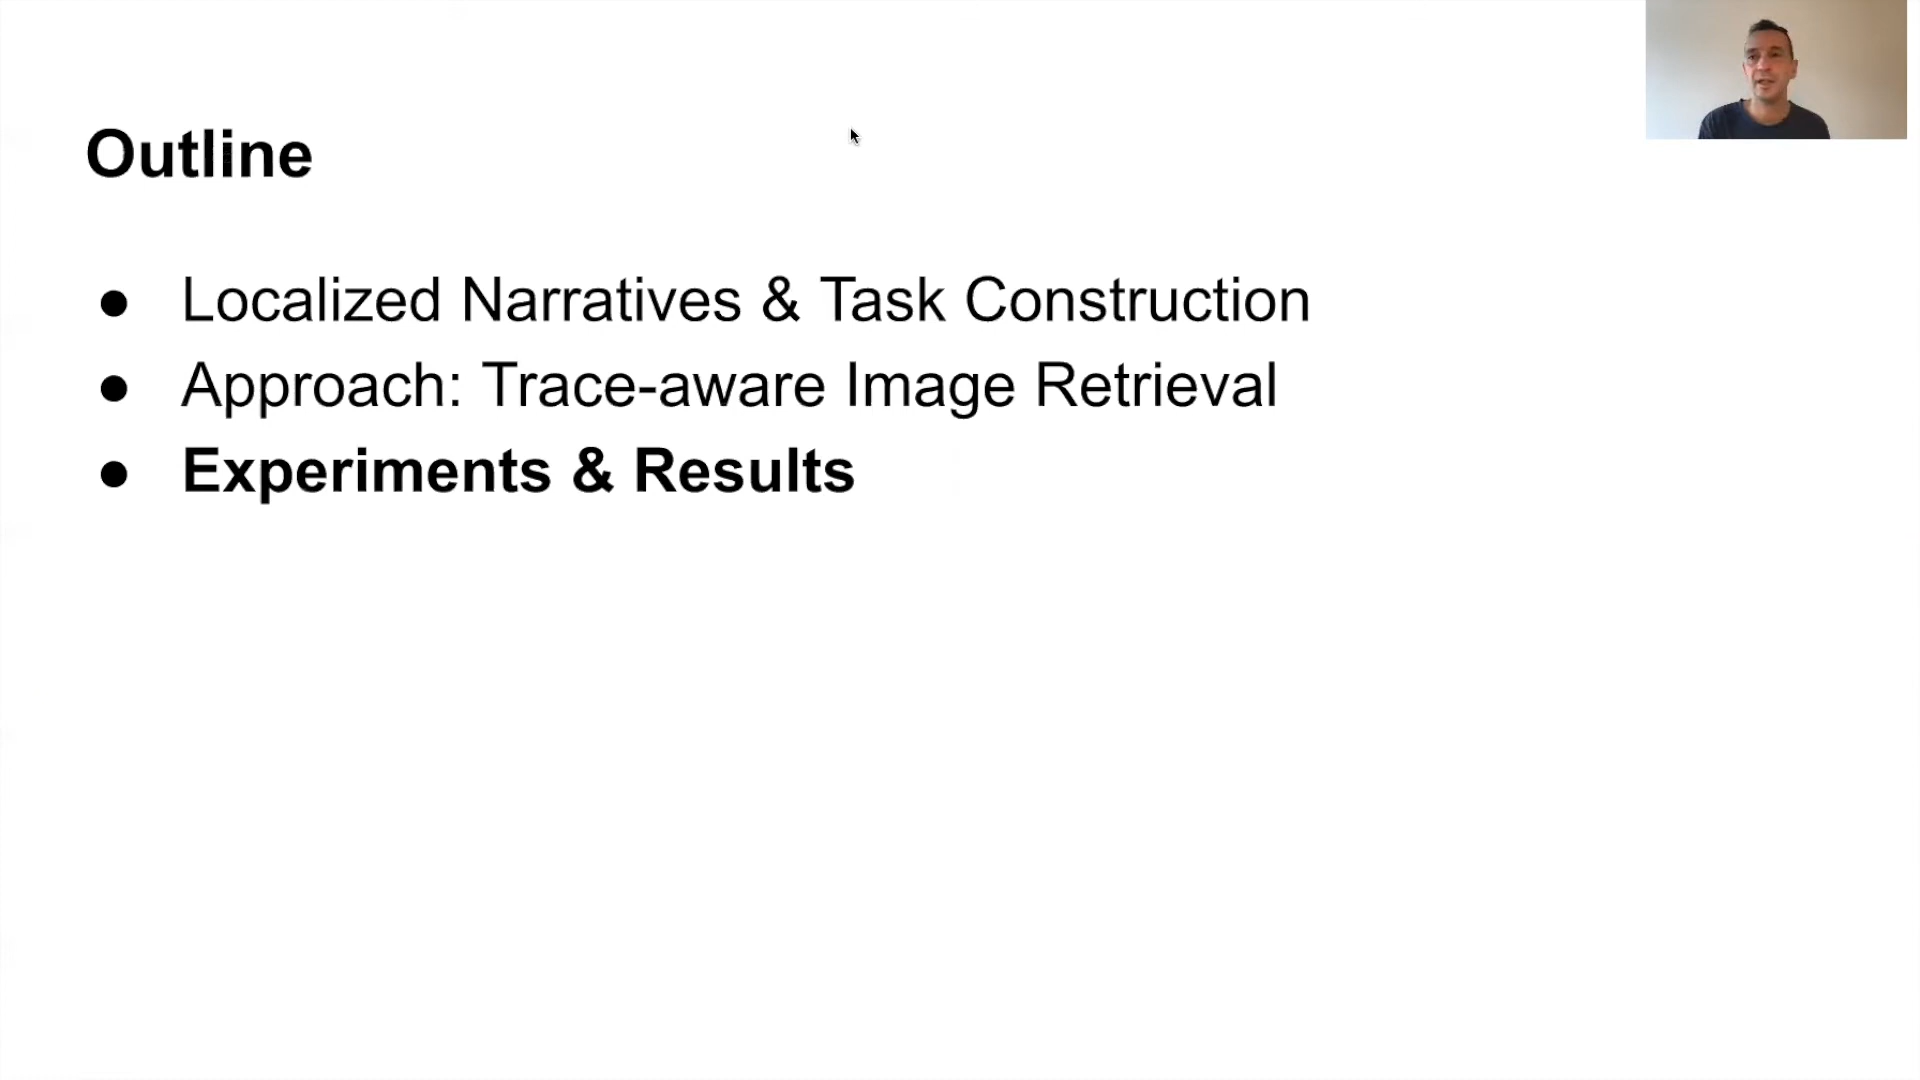 Outline
● Localized Narratives & Task Construction
● Approach: Trace-aware Image Retrieval
● Experiments & Results